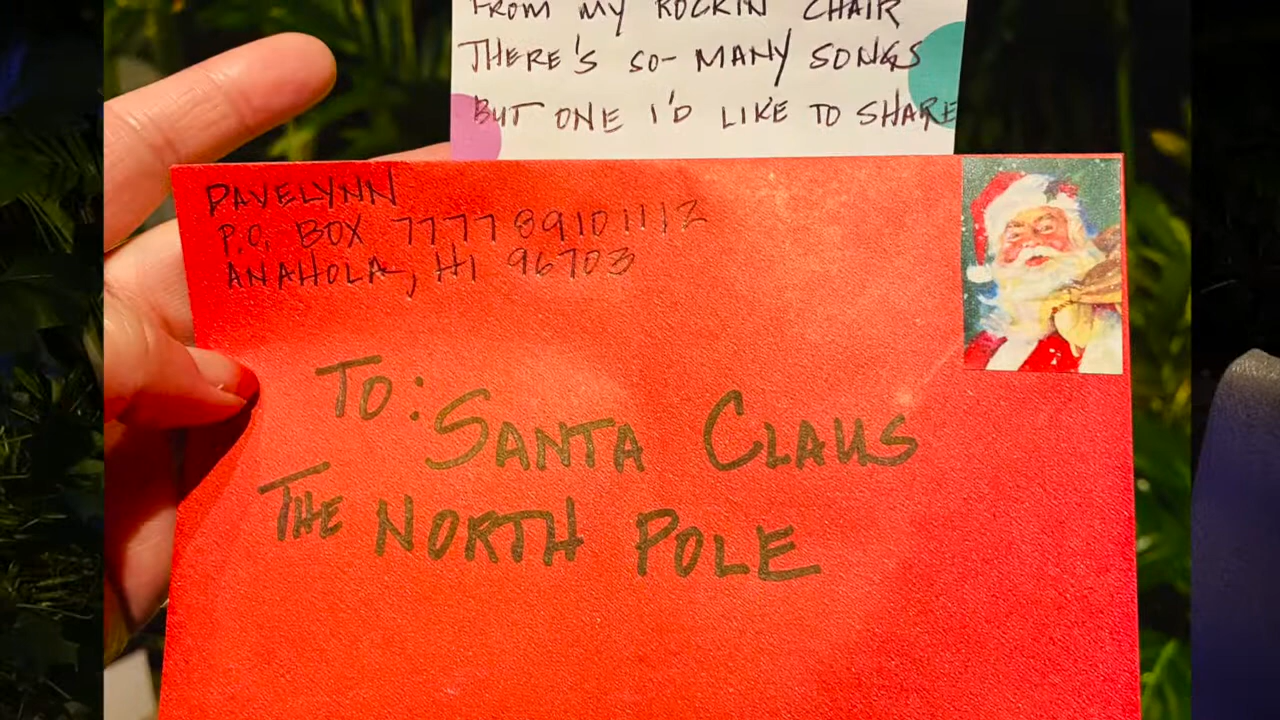 FROM MY ROCKIN CHAIR
THERE'S SO-MANY SONGS
BUT ONE I'D LIKE TO SHARE
DAVELYNN
P.O. BOX 7777 89101112
ANAHOLA, HI 96703
TO: SANTA CLAUS
THE NORTH POLE